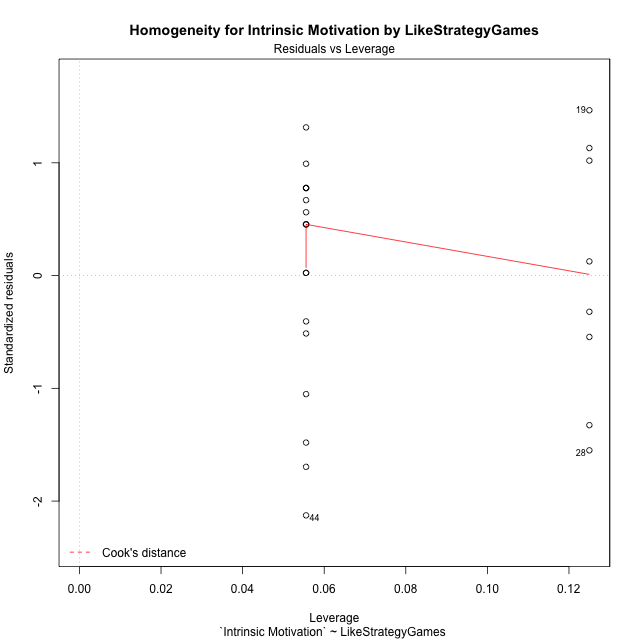 Homogeneity for Intrinsic Motivation by LikeStrategyGames
Residuals vs Leverage
19
1
0
-1
28
-2
44
Standardized residuals
Cook's distance
0.00 0.02 0.04 0.06 0.08 0.10 0.12
Leverage
`Intrinsic Motivation` ~ LikeStrategyGames